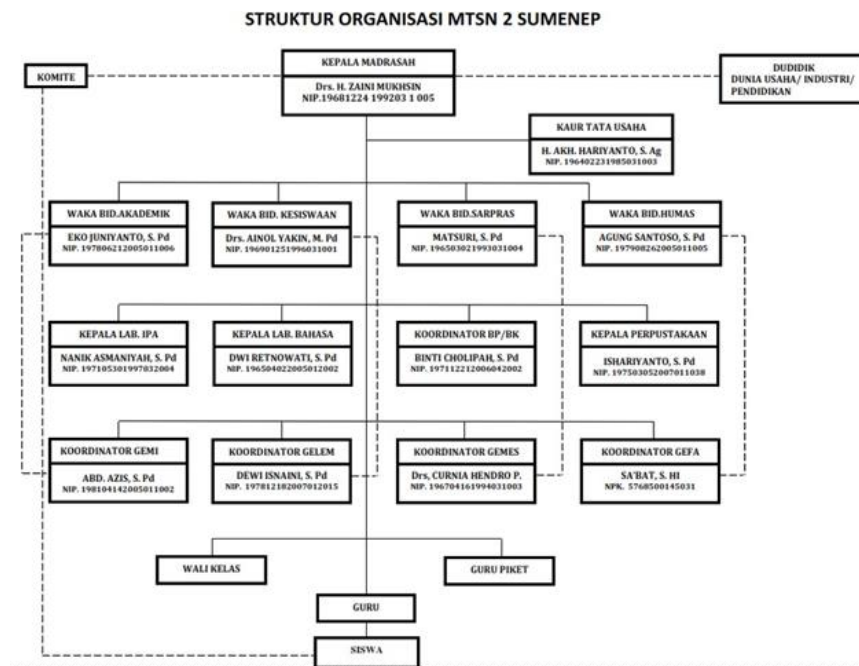 STRUKTUR ORGANISASI MTSN 2 SUMENEP
KEPALA MADRASAH
Drs. H. ZAINI MUKHSIN
NIP.19681224 199203 1 005
KOMITE
DUDIDIK
DUNIA USAHA/ INDUSTRI/
PENDIDIKAN
KAUR TATA USAHA
H. AKH. HARIYANTO, S. Ag
NIP. 196402231985031003
WAKA BID.AKADEMIK
EKO JUNIYANTO, S. Pd
NIP. 197806212005011006
WAKA BID. KESISWAAN
Drs. AINOL YAKIN, M. Pd
NIP. 196901251996031001
WAKA BID.SARPRAS
MATSURI, S. Pd
NIP. 196503021993031004
WAKA BID.HUMAS
AGUNG SANTOSO, S. Pd
NIP. 197908262005011005
KEPALA LAB. IPA
NANIK ASMANIYAH, S. Pd
NIP. 197105301997032004
KEPALA LAB. BAHASA
DWI RETNOWATI, S. Pd
NIP. 196504022005012002
KOORDINATOR BP/BK
BINTI CHOLIPAH, S. Pd
NIP. 197112212006042002
KEPALA PERPUSTAKAAN
ISHARIYANTO, S. Pd
NIP. 197503052007011038
KOORDINATOR GEMI
ABD. AZIS, S. Pd
NIP. 198104142005011002
KOORDINATOR GELEM
DEWI ISNAINI, S. Pd
NIP. 197812182007012015
KOORDINATOR GEMES
Drs, CURNIA HENDRO P.
NIP. 196704161994031003
KOORDINATOR GEFA
SA'BAT, S. HI
NPK. 5768500145031
WALI KELAS
GURU PIKET
GURU
SISWA